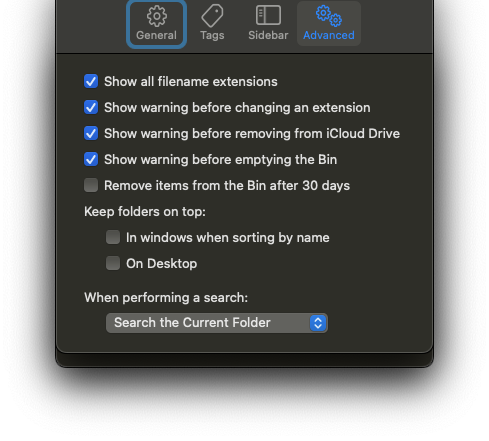 General Tags Sidebar Advanced
Show all filename extensions
Show warning before changing an extension
Show warning before removing from iCloud Drive
Show warning before emptying the Bin
Remove items from the Bin after 30 days
Keep folders on top:
In windows when sorting by name
On Desktop
When performing a search:
Search the Current Folder